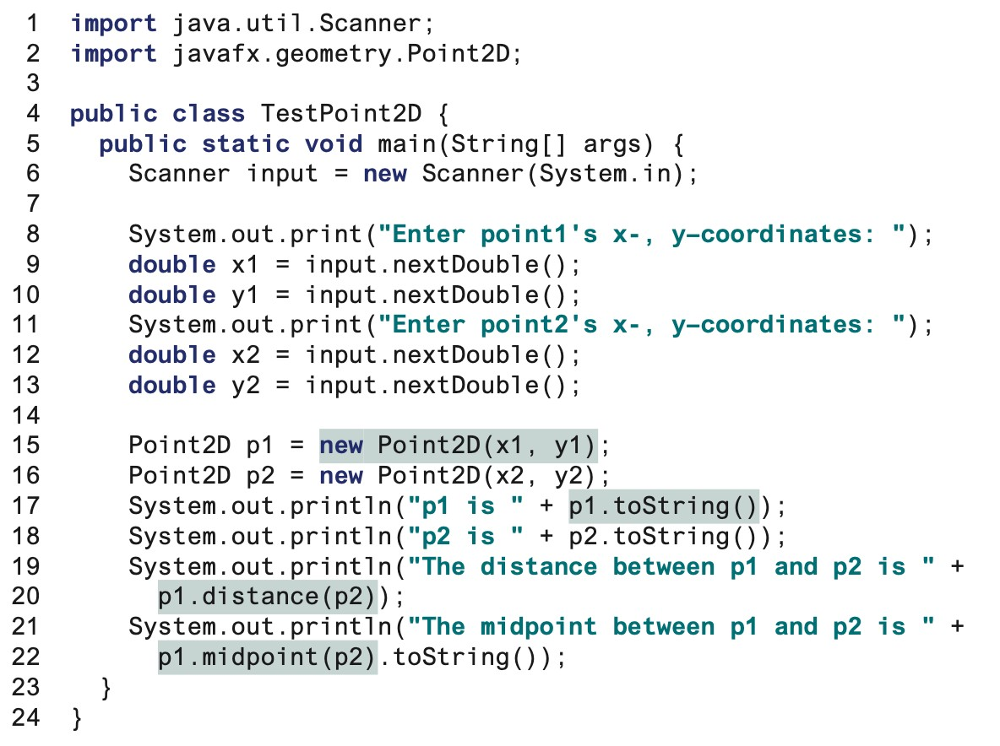 1 import java.util.Scanner;
2 import javafx.geometry.Point2D;
3
4 public class TestPoint2D {
5   public static void main(String[] args) {
6     Scanner input = new Scanner(System.in);
7
8     System.out.print("Enter point1's x-, y-coordinates: ");
9     double x1 = input.nextDouble();
10     double y1 = input.nextDouble();
11     System.out.print("Enter point2's x-, y-coordinates: ");
12     double x2 = input.nextDouble();
13     double y2 = input.nextDouble();
14
15     Point2D p1 = new Point2D(x1, y1);
16     Point2D p2 = new Point2D(x2, y2);
17     System.out.println("p1 is " + p1.toString());
18     System.out.println("p2 is " + p2.toString());
19     System.out.println("The distance between p1 and p2 is " +
20       p1.distance(p2));
21     System.out.println("The midpoint between p1 and p2 is " +
22       p1.midpoint(p2).toString());
23   }
24 }